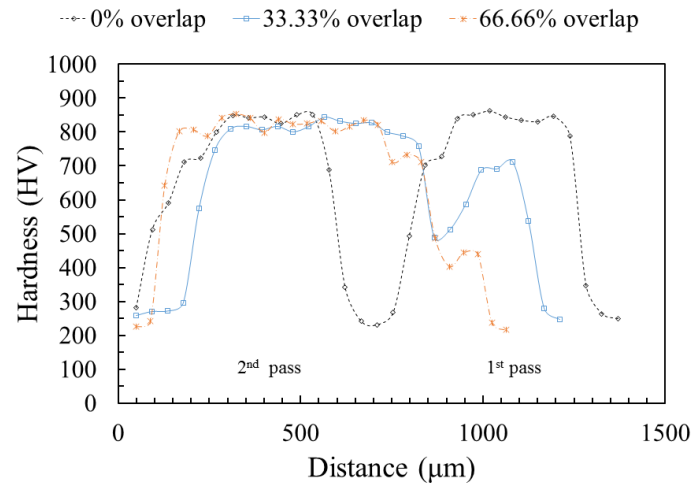 0% overlap 33.33% overlap 66.66% overlap
1000
900
800
700
600
500
400
300
200
100
0
Hardness (HV)
2nd pass 1st pass
0 500 1000 1500
Distance (μm)